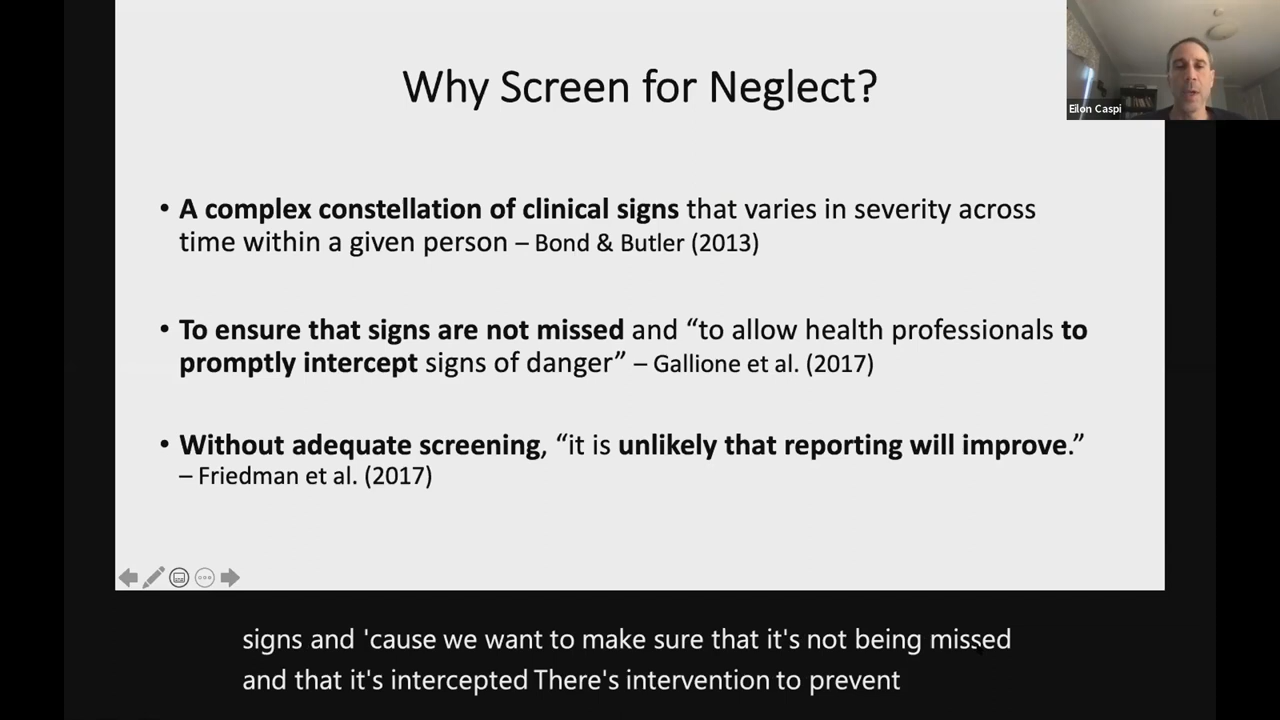 Why Screen for Neglect?
Eilon Caspi
• A complex constellation of clinical signs that varies in severity across
time within a given person – Bond & Butler (2013)
• To ensure that signs are not missed and “to allow health professionals to
promptly intercept signs of danger” – Gallione et al. (2017)
• Without adequate screening, “it is unlikely that reporting will improve.”
– Friedman et al. (2017)
signs and 'cause we want to make sure that it's not being missed
and that it's intercepted There's intervention to prevent